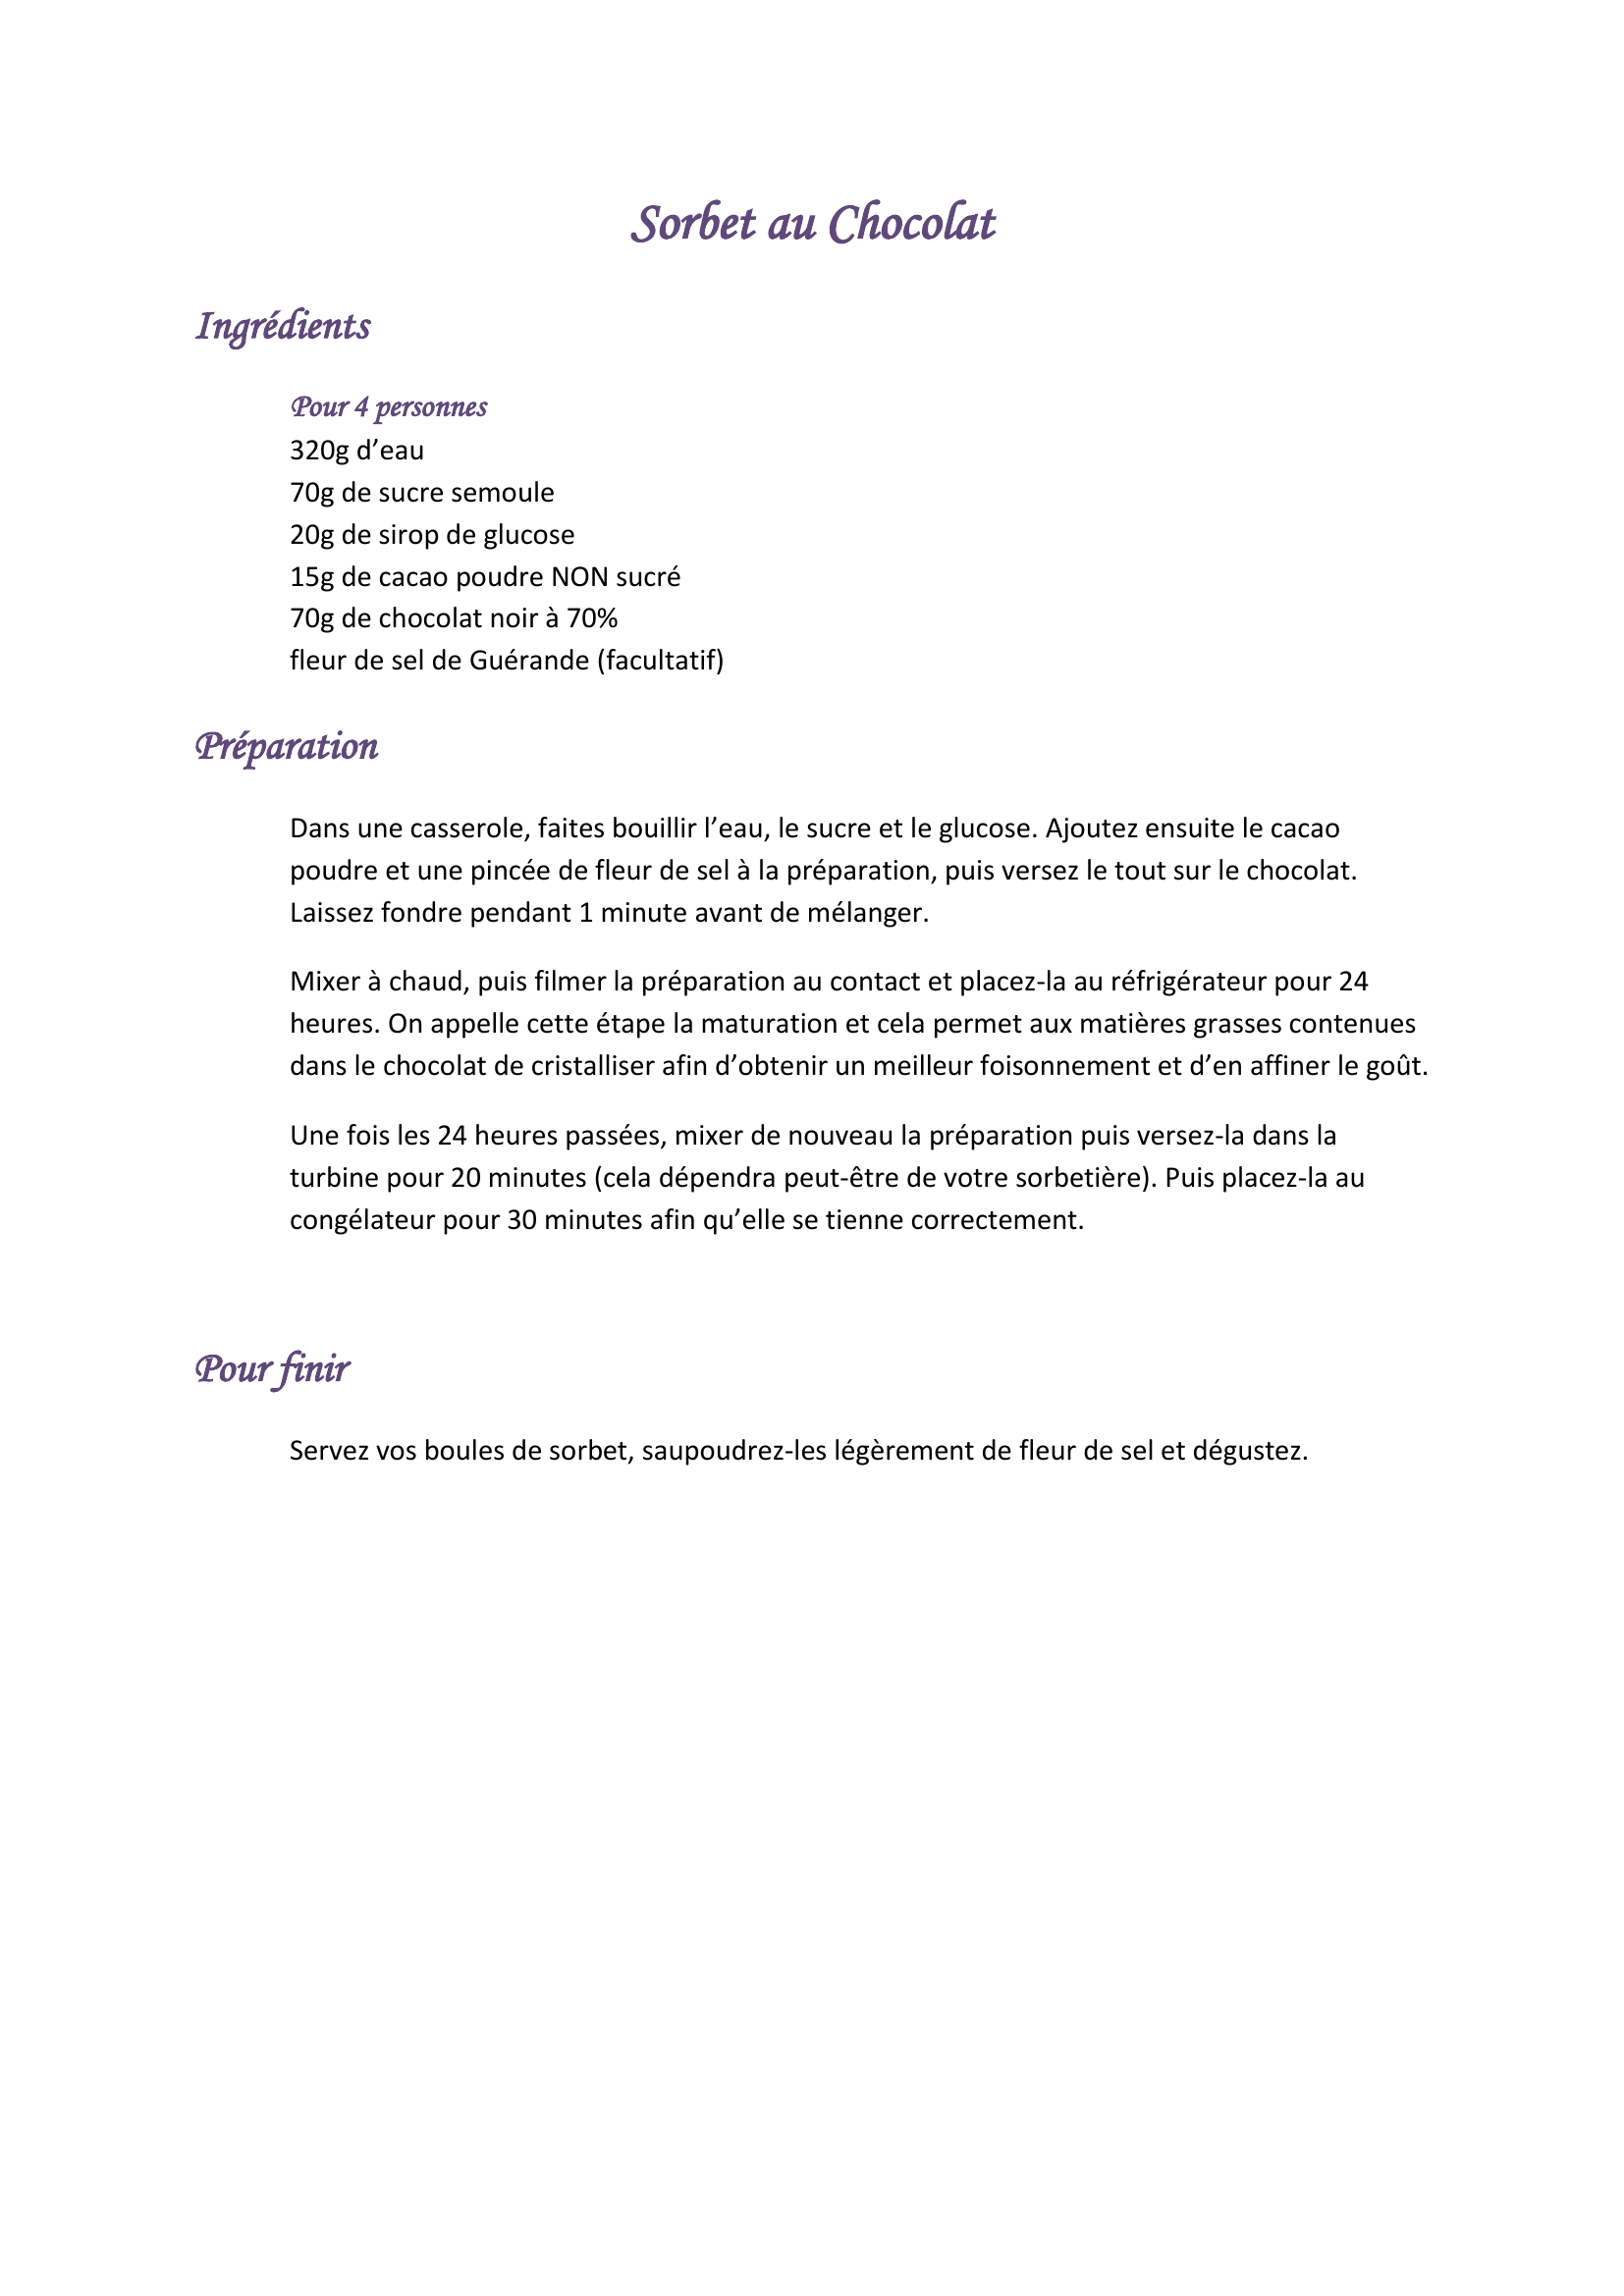 Sorbet au Chocolat
Ingrédients
Pour 4 personnes
320g d’eau
70g de sucre semoule
20g de sirop de glucose
15g de cacao poudre NON sucré
70g de chocolat noir à 70%
fleur de sel de Guérande (facultatif)
Préparation
Dans une casserole, faites bouillir l’eau, le sucre et le glucose. Ajoutez ensuite le cacao
poudre et une pincée de fleur de sel à la préparation, puis versez le tout sur le chocolat.
Laissez fondre pendant 1 minute avant de mélanger.
Mixer à chaud, puis filmer la préparation au contact et placez-la au réfrigérateur pour 24
heures. On appelle cette étape la maturation et cela permet aux matières grasses contenues
dans le chocolat de cristalliser afin d’obtenir un meilleur foisonnement et d’en affiner le goût.
Une fois les 24 heures passées, mixer de nouveau la préparation puis versez-la dans la
turbine pour 20 minutes (cela dépendra peut-être de votre sorbetière). Puis placez-la au
congélateur pour 30 minutes afin qu’elle se tienne correctement.
Pour finir
Servez vos boules de sorbet, saupoudrez-les légèrement de fleur de sel et dégustez.